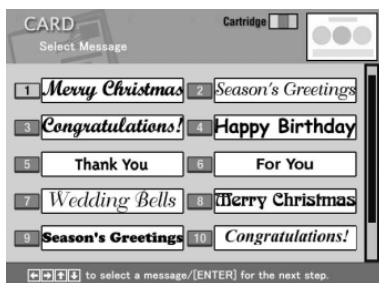 CARD
Cartridge
Select Message
1 Merry Christmas 2 Season's Greetings
3 Congratulations! 4 Happy Birthday
5 Thank You 6 For You
7 Wedding Bells 8 Merry Christmas
9 Season's Greetings 10 Congratulations!
←→↑↓ to select a message/[ENTER] for the next step.